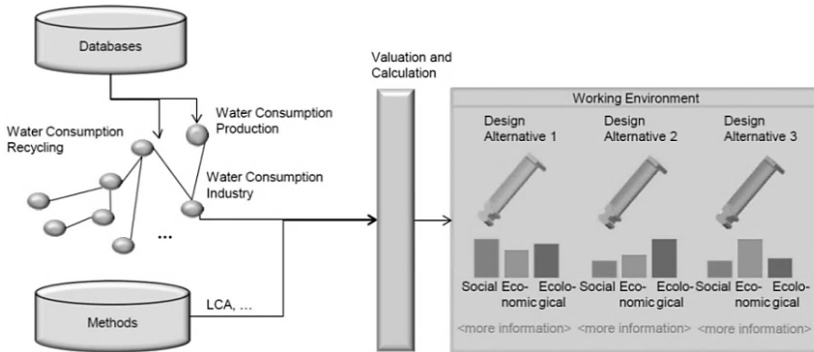 Databases
Water Consumption
Production
Water Consumption
Recycling
Water Consumption
Industry
...
Methods
LCA, ...
Valuation and
Calculation
Working Environment
Design
Alternative 1
Design
Alternative 2
Design
Alternative 3
Social Eco- Ecolo-
nomic gical
Social Eco- Ecolo-
nomic gical
Social Eco- Ecolo-
nomic gical
<more information> <more information> <more information>